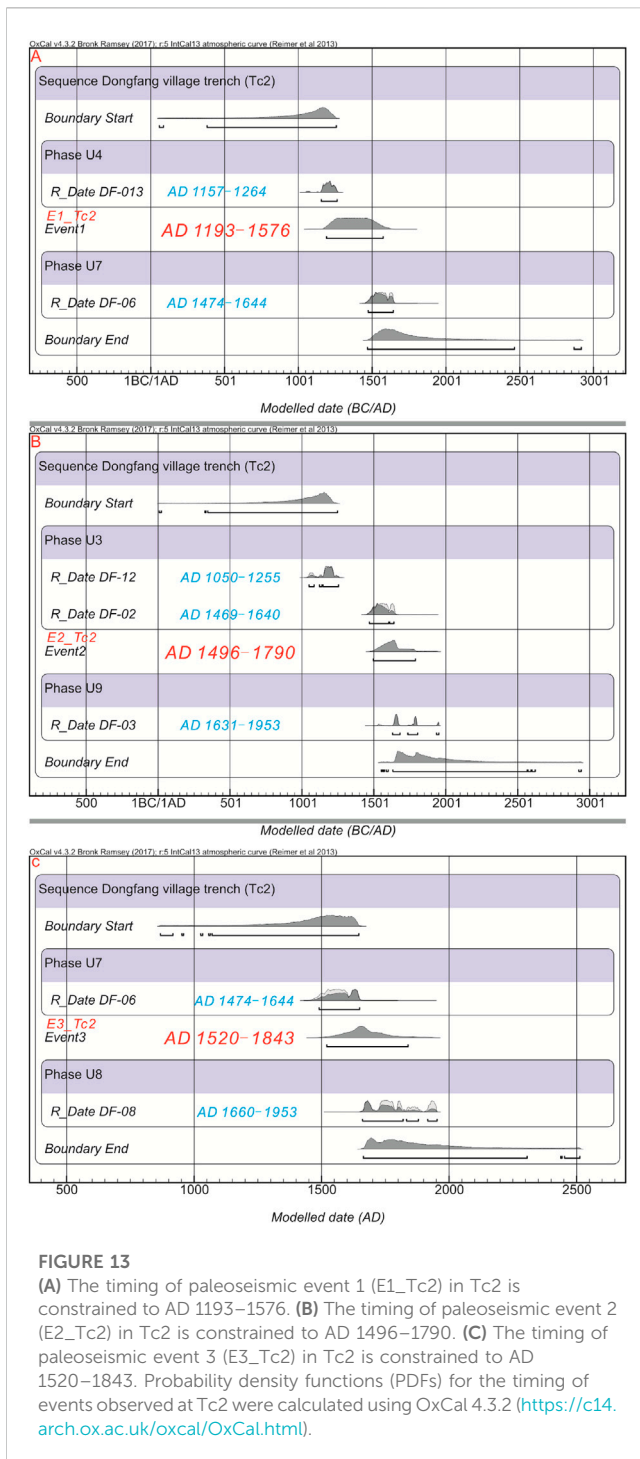 OxCal v4.3.2 Bronk Ramsey (2017); r:5 IntCal13 atmospheric curve (Reimer et al 2013)
A
Sequence Dongfang village trench (Tc2)
Boundary Start
Phase U4
R_Date DF-013 AD 1157-1264
E1_Tc2
Event1 AD 1193-1576
Phase U7
R_Date DF-06 AD 1474-1644
Boundary End
500 1BC/1AD 501 1001 1501 2001 2501 3001
Modelled date (BC/AD)
OxCal v4.3.2 Bronk Ramsey (2017); r:5 IntCal13 atmospheric curve (Reimer et al 2013)
B
Sequence Dongfang village trench (Tc2)
Boundary Start
Phase U3
R_Date DF-12 AD 1050-1255
R_Date DF-02 AD 1469-1640
E2_Tc2
Event2 AD 1496-1790
Phase U9
R_Date DF-03 AD 1631-1953
Boundary End
500 1BC/1AD 501 1001 1501 2001 2501 3001
Modelled date (BC/AD)
OxCal v4.3.2 Bronk Ramsey (2017); r:5 IntCal13 atmospheric curve (Reimer et al 2013)
C
Sequence Dongfang village trench (Tc2)
Boundary Start
Phase U7
R_Date DF-06 AD 1474-1644
E3_Tc2
Event3 AD 1520-1843
Phase U8
R_Date DF-08 AD 1660-1953
Boundary End
500 1000 1500 2000 2500
Modelled date (AD)
FIGURE 13
(A) The timing of paleoseismic event 1 (E1_Tc2) in Tc2 is
constrained to AD 1193–1576. (B) The timing of paleoseismic event 2
(E2_Tc2) in Tc2 is constrained to AD 1496–1790. (C) The timing of
paleoseismic event 3 (E3_Tc2) in Tc2 is constrained to AD
1520–1843. Probability density functions (PDFs) for the timing of
events observed at Tc2 were calculated using OxCal 4.3.2 (https://c14.
arch.ox.ac.uk/oxcal/OxCal.html).